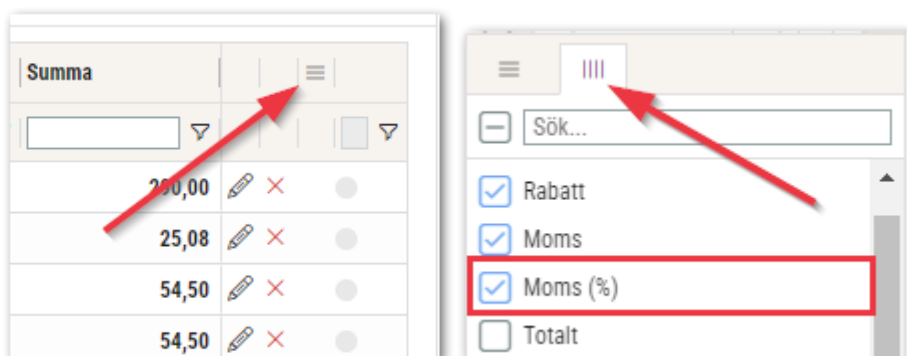 Summa
200,00
25,08
54,50
54,50
Sök...
Rabatt
Moms
Moms (%)
Totalt